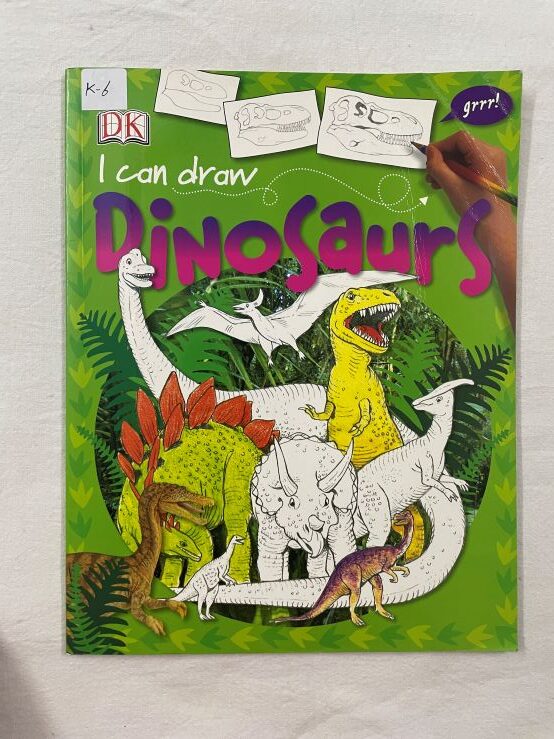 K-6
DK
grrr!
I can draw
Dinosaurs